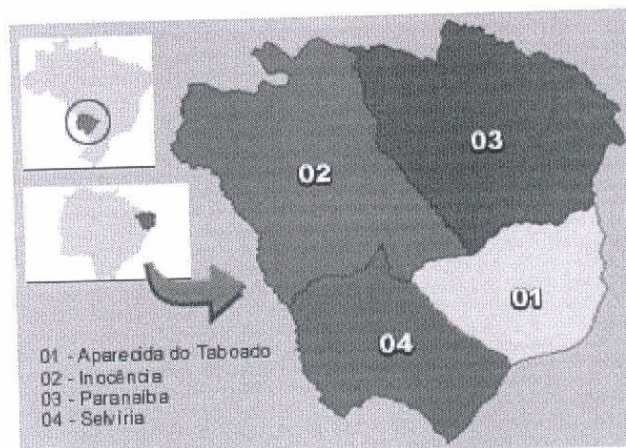 02
03
01
04
01 - Aparecida do Taboado
02 - Inocência
03 - Paranaíba
04 - Selvíria